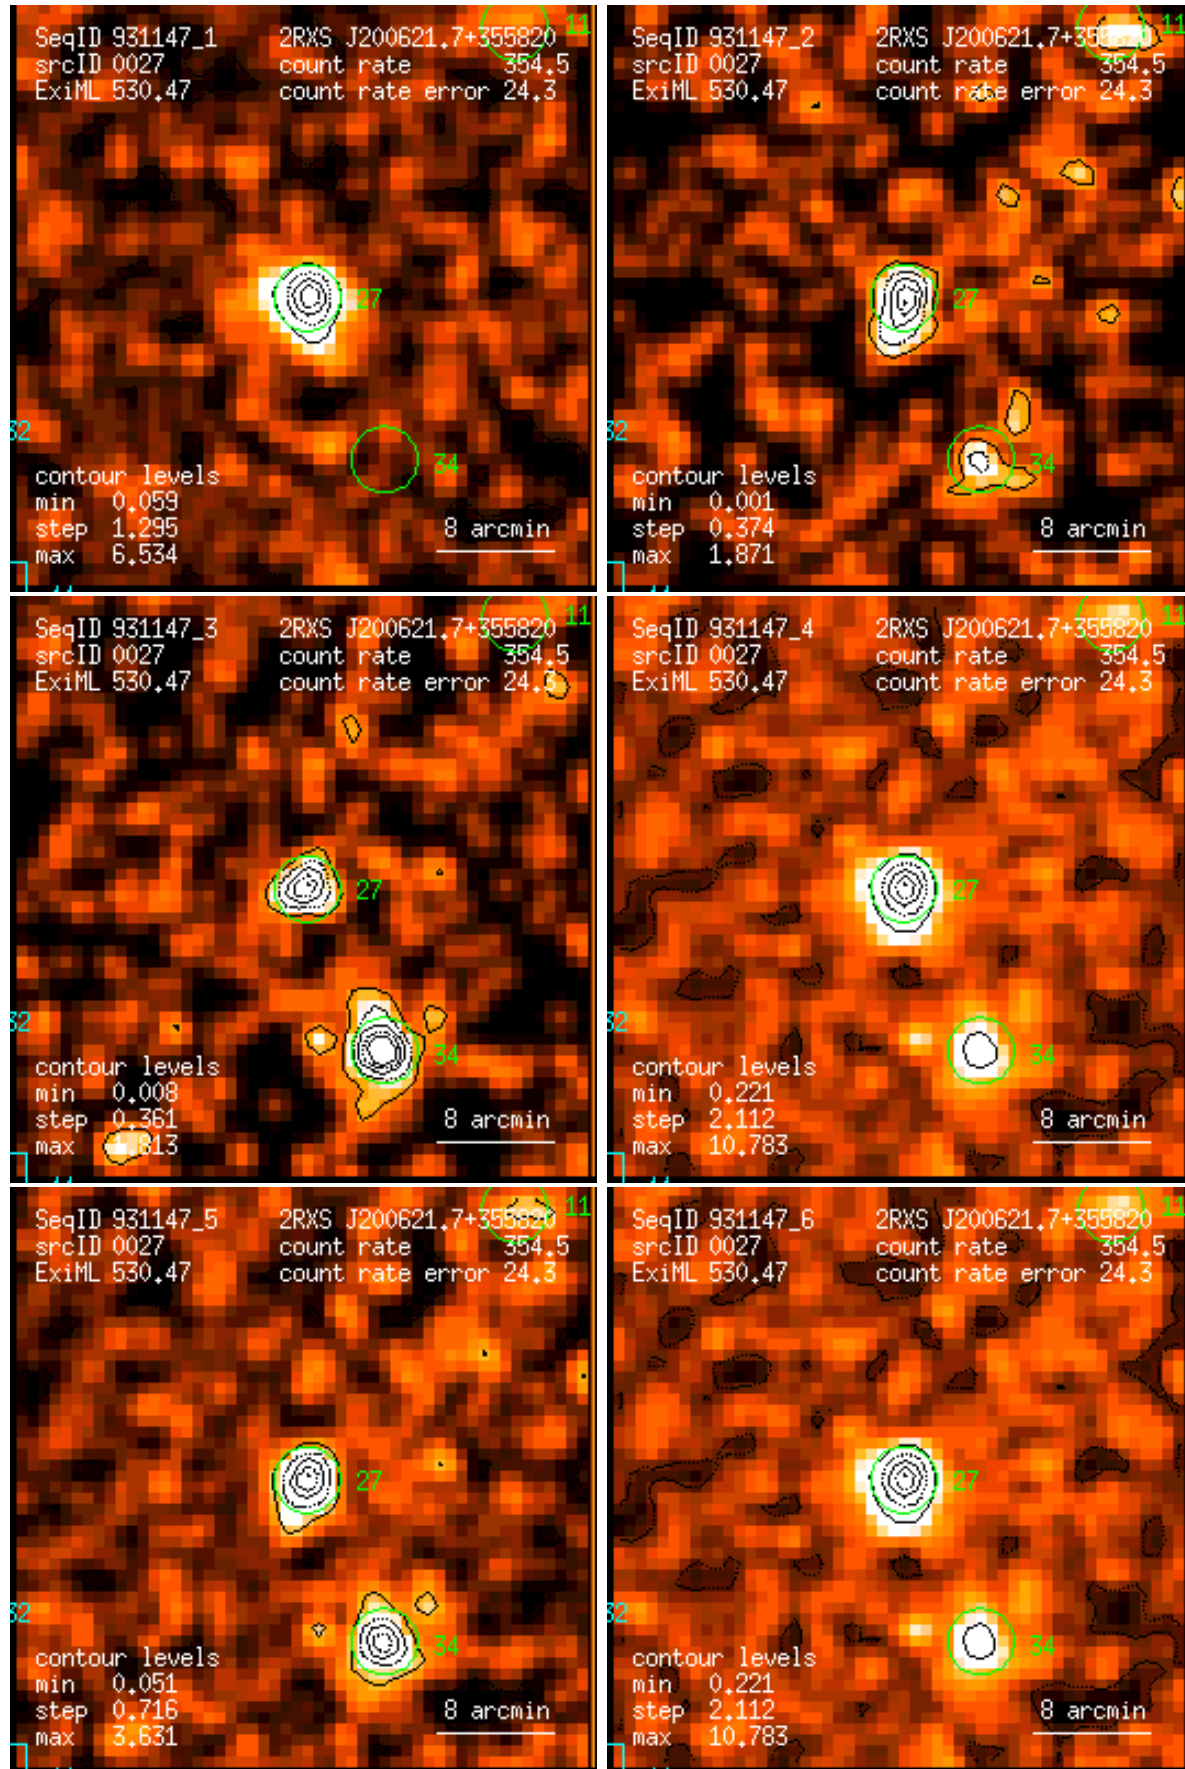 SeqID 931147_1 2RXS J200621.7+355820 11
srcID 0027 count rate 354.5
ExiML 530.47 count rate error 24.3
27
32
34
contour levels
min 0.059
step 1.295 8 arcmin
max 6.534
SeqID 931147_2 2RXS J200621.7+355820 11
srcID 0027 count rate 354.5
ExiML 530.47 count rate error 24.3
27
32
34
contour levels
min 0.001
step 0.374 8 arcmin
max 1.871
SeqID 931147_3 2RXS J200621.7+355820 11
srcID 0027 count rate 354.5
ExiML 530.47 count rate error 24.3
27
32
34
contour levels
min 0.008
step 0.361 8 arcmin
max 1.813
SeqID 931147_4 2RXS J200621.7+355820 11
srcID 0027 count rate 354.5
ExiML 530.47 count rate error 24.3
27
32
34
contour levels
min 0.221
step 2.112 8 arcmin
max 10.783
SeqID 931147_5 2RXS J200621.7+355820 11
srcID 0027 count rate 354.5
ExiML 530.47 count rate error 24.3
27
32
34
contour levels
min 0.051
step 0.716 8 arcmin
max 3.631
SeqID 931147_6 2RXS J200621.7+355820 11
srcID 0027 count rate 354.5
ExiML 530.47 count rate error 24.3
27
32
34
contour levels
min 0.221
step 2.112 8 arcmin
max 10.783